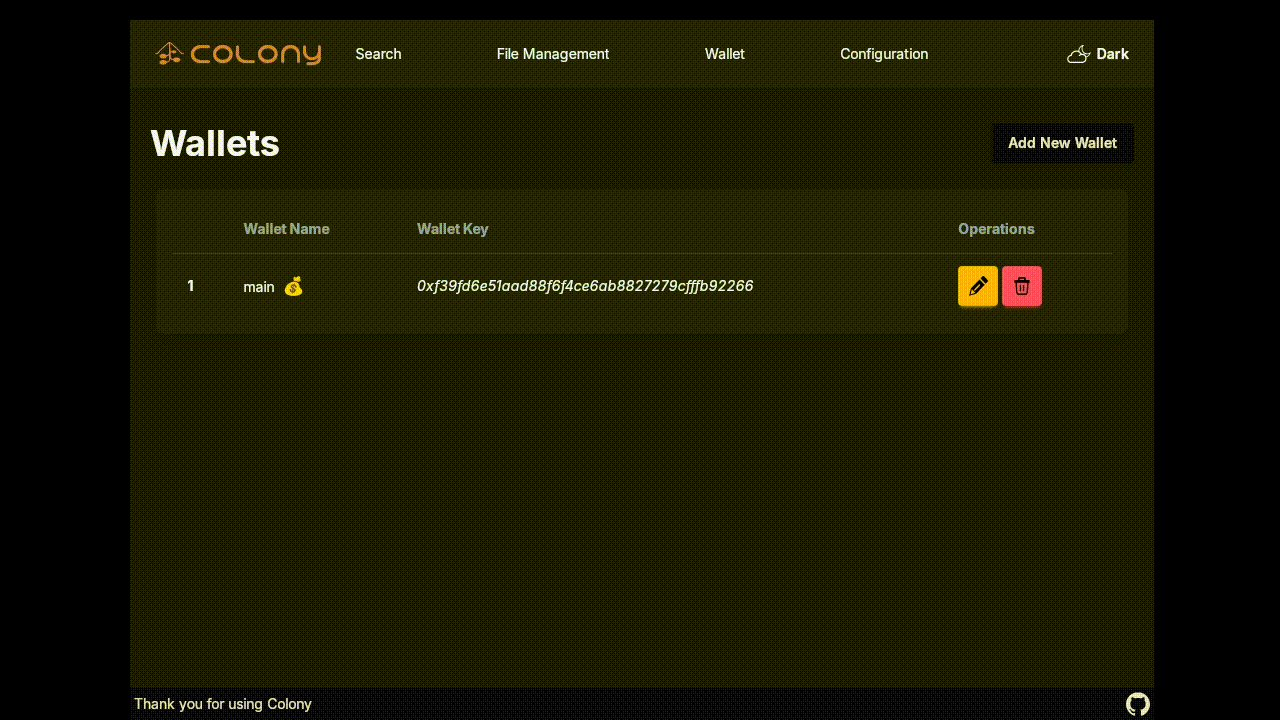 COLONY Search File Management Wallet Configuration Dark
Wallets Add New Wallet
Wallet Name Wallet Key Operations
1 main 0xf39fd6e51aad88f6f4ce6ab8827279cfffb92266
Thank you for using Colony